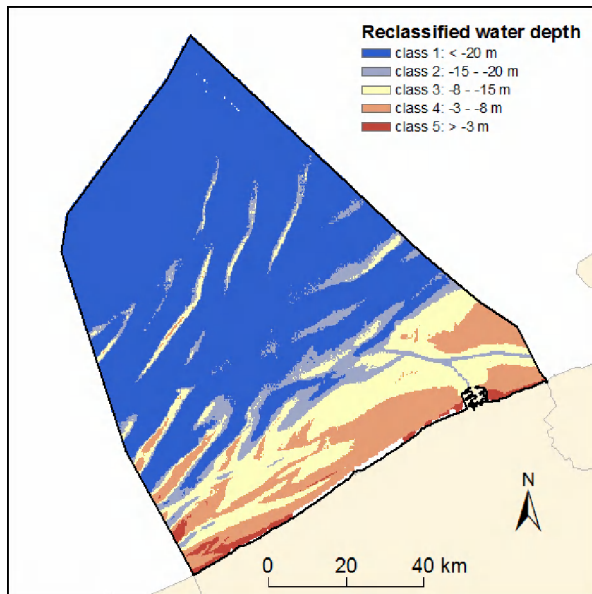 Reclassified water depth
class 1: < -20 m
class 2: -15 - -20 m
class 3: -8 - -15 m
class 4: -3 - -8 m
class 5: > -3 m
N
0 20 40 km